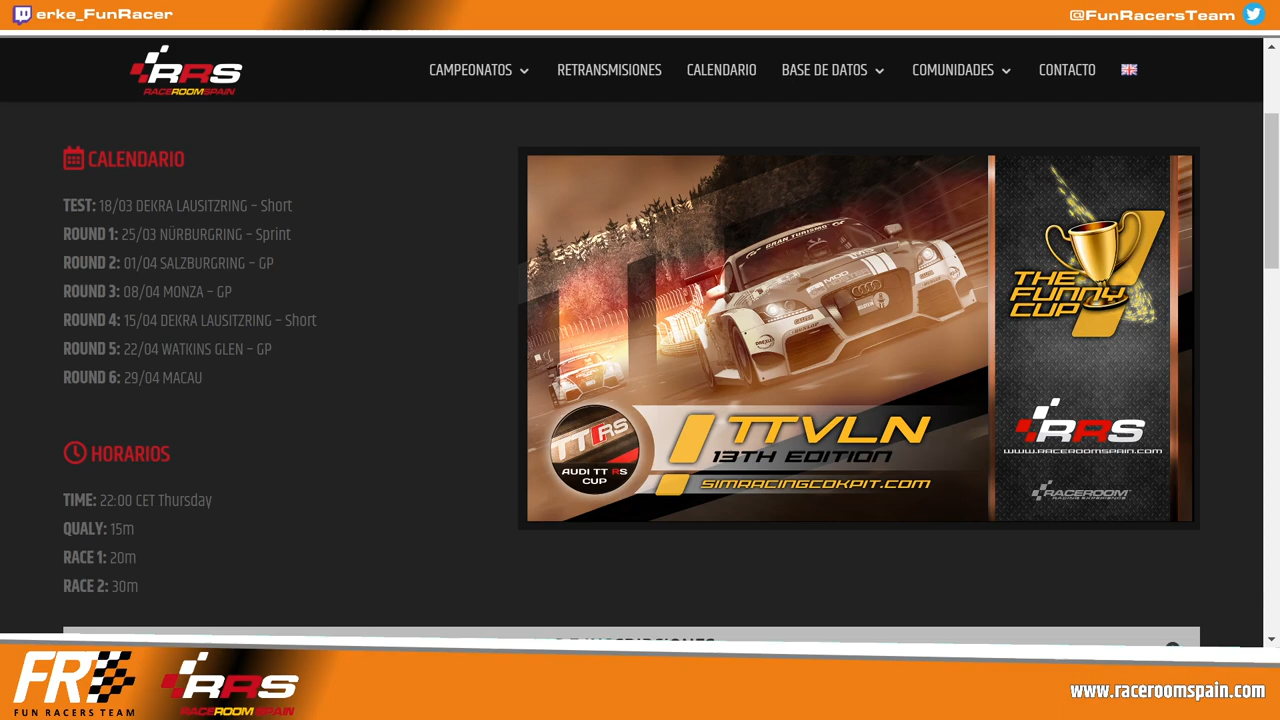 erke_FunRacer
@FunRacersTeam
RRS
RACEROOMSPAIN
CAMPEONATOS
RETRANSMISIONES
CALENDARIO
BASE DE DATOS
COMUNIDADES
CONTACTO
CALENDARIO
TEST: 18/03 DEKRA LAUSITZRING – Short
ROUND 1: 25/03 NÜRBURGRING – Sprint
ROUND 2: 01/04 SALZBURGRING – GP
ROUND 3: 08/04 MONZA – GP
ROUND 4: 15/04 DEKRA LAUSITZRING – Short
ROUND 5: 22/04 WATKINS GLEN – GP
ROUND 6: 29/04 MACAU
HORARIOS
TIME: 22:00 CET Thursday
QUALY: 15m
RACE 1: 20m
RACE 2: 30m
GRAN TURISMO
THE
FUNNY
CUP
TT RS
AUDI TT RS
CUP
TTVLN
13TH EDITION
SIMRACINGCOKPIT.COM
RRS
WWW.RACEROOMSPAIN.COM
RACEROOM
RACING EXPERIENCE
FRT
FUN RACERS TEAM
RRS
RACEROOM SPAIN
www.raceroomspain.com